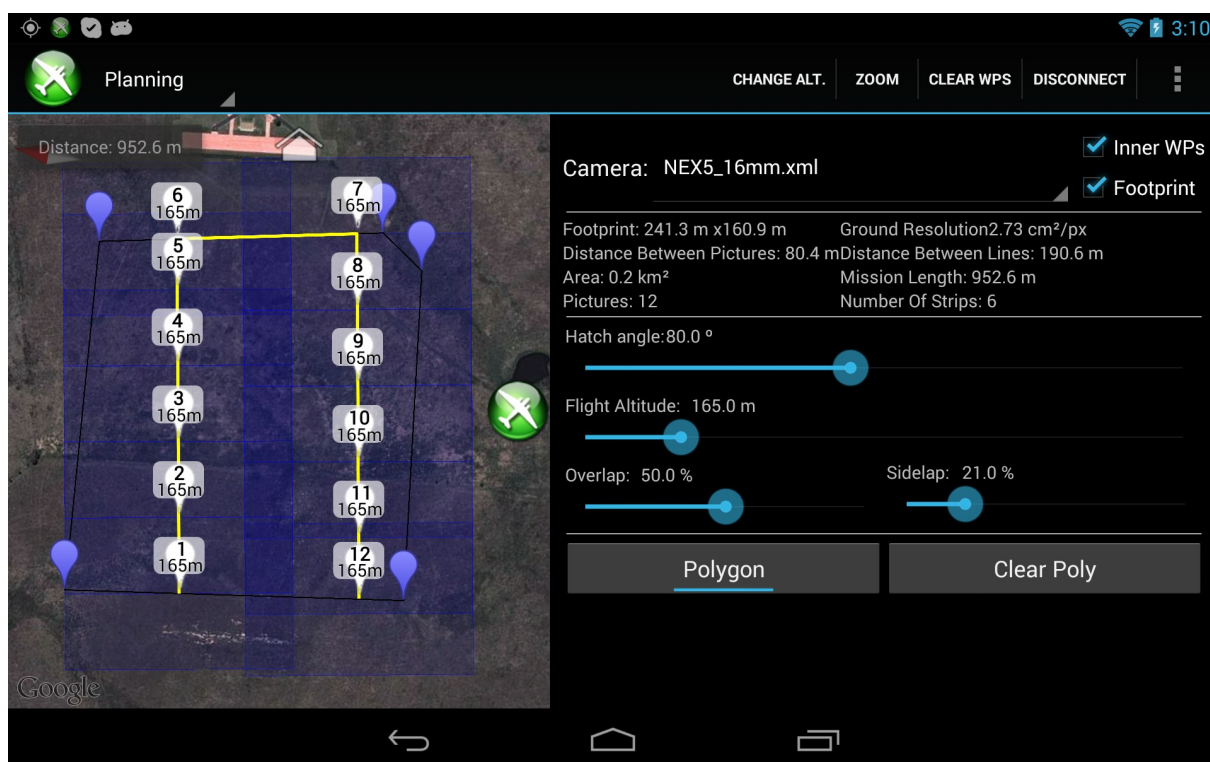 3:10
Planning
CHANGE ALT. ZOOM CLEAR WPS DISCONNECT
Distance: 952.6 m
6
165m
7
165m
5
165m
8
165m
4
165m
9
165m
3
165m
10
165m
2
165m
11
165m
1
165m
12
165m
Google
Camera: NEX5_16mm.xml
Inner WPs
Footprint
Footprint: 241.3 m x160.9 m Ground Resolution2.73 cm²/px
Distance Between Pictures: 80.4 mDistance Between Lines: 190.6 m
Area: 0.2 km² Mission Length: 952.6 m
Pictures: 12 Number Of Strips: 6
Hatch angle:80.0 º
Flight Altitude: 165.0 m
Overlap: 50.0 % Sidelap: 21.0 %
Polygon Clear Poly